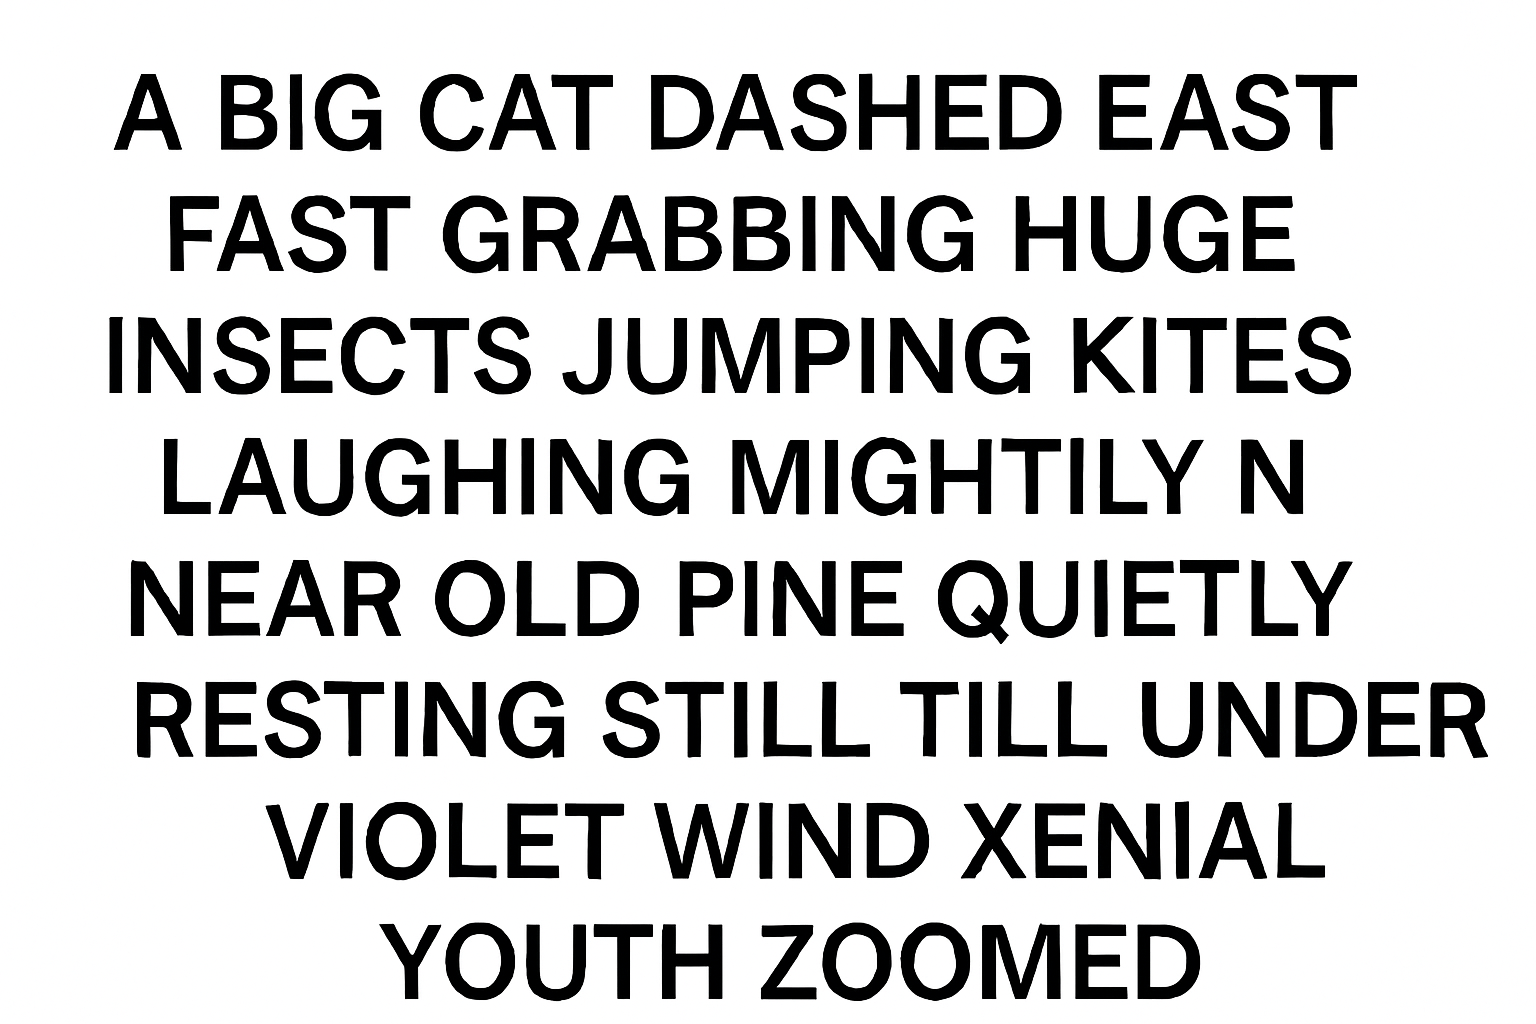 A BIG CAT DASHED EAST
FAST GRABBING HUGE
INSECTS JUMPING KITES
LAUGHING MIGHTILY N
NEAR OLD PINE QUIETLY
RESTING STILL TILL UNDER
VIOLET WIND XENIAL
YOUTH ZOOMED